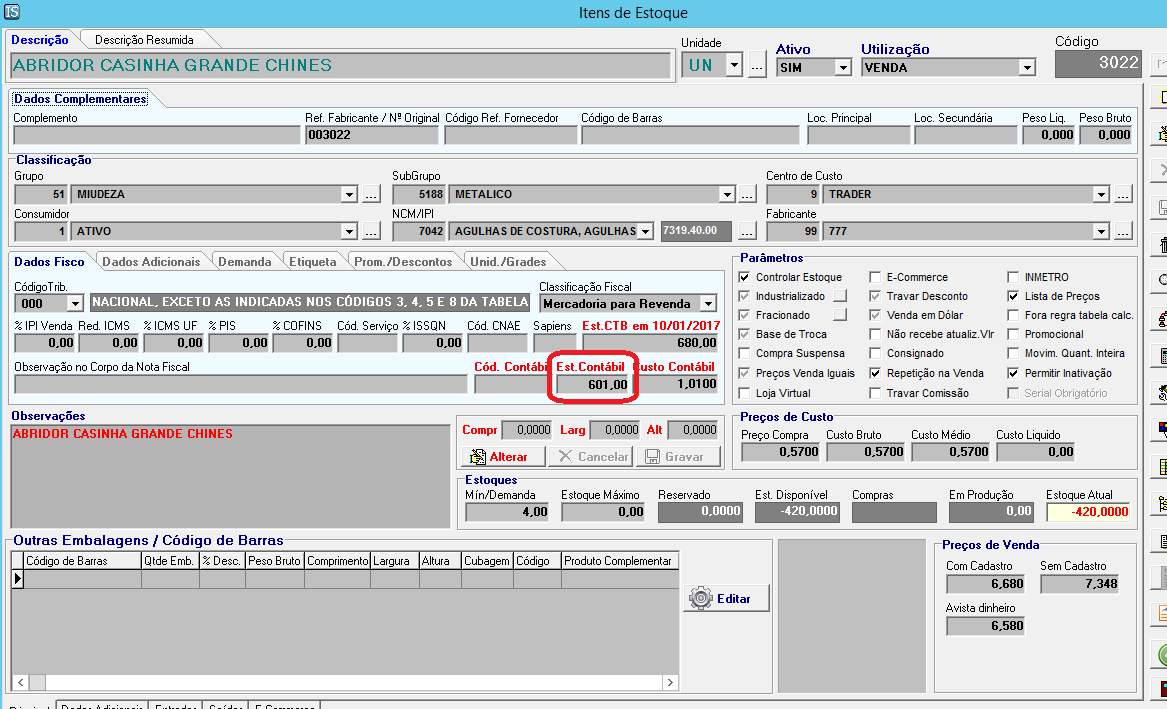 IS Itens de Estoque
Descrição Descrição Resumida
Unidade Ativo Utilização Código
ABRIDOR CASINHA GRANDE CHINES UN ... SIM VENDA 3022
Dados Complementares
Complemento Ref. Fabricante / Nº Original Código Ref. Fornecedor Código de Barras Loc. Principal Loc. Secundária Peso Liq. Peso Bruto
003022 0,000 0,000
Classificação
Grupo SubGrupo Centro de Custo
51 MIUDEZA ... 5188 METALICO ... 9 TRADER ...
Consumidor NCM/IPI Fabricante
1 ATIVO ... 7042 AGULHAS DE COSTURA, AGULHAS 7319.40.00 ... 99 777 ...
Dados Fisco Dados Adicionais Demanda Etiqueta Prom./Descontos Unid./Grades
CódigoTrib. Classificação Fiscal
000 NACIONAL, EXCETO AS INDICADAS NOS CÓDIGOS 3, 4, 5 E 8 DA TABELA Mercadoria para Revenda
% IPI Venda Red. ICMS % ICMS UF % PIS % COFINS Cód. Serviço % ISSQN Cód. CNAE Sapiens Est.CTB em 10/01/2017
0,00 0,00 0,00 0,00 0,00 0,00 680,00
Observação no Corpo da Nota Fiscal Cód. Contábi Est.Contábil Custo Contábil
601,00 1,0100
Parâmetros
Controlar Estoque E-Commerce INMETRO
Industrializado Travar Desconto Lista de Preços
Fracionado Venda em Dólar Fora regra tabela calc.
Base de Troca Não recebe atualiz.Vlr Promocional
Compra Suspensa Consignado Movim. Quant. Inteira
Preços Venda Iguais Repetição na Venda Permitir Inativação
Loja Virtual Travar Comissão Serial Obrigatório
Observações
ABRIDOR CASINHA GRANDE CHINES
Compr 0,0000 Larg 0,0000 Alt 0,0000
Alterar Cancelar Gravar
Preços de Custo
Preço Compra Custo Bruto Custo Médio Custo Liquido
0,5700 0,5700 0,5700 0,00
Estoques
Mín/Demanda Estoque Máximo Reservado Est. Disponível Compras Em Produção Estoque Atual
4,00 0,00 0,0000 -420,0000 0,00 -420,0000
Outras Embalagens / Código de Barras
Código de Barras Qtde Emb. % Desc. Peso Bruto Comprimento Largura Altura Cubagem Código Produto Complementar
Editar
Preços de Venda
Com Cadastro Sem Cadastro
6,680 7,348
Avista dinheiro
6,580